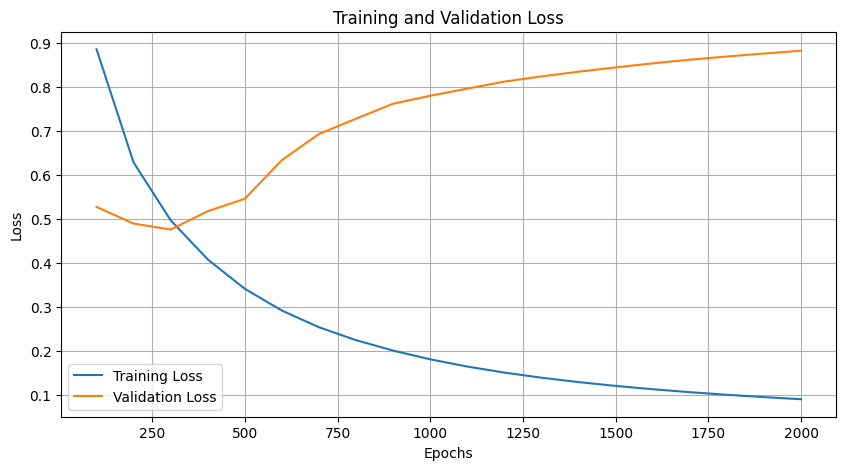 Training and Validation Loss
0.9
0.8
0.7
0.6
0.5
0.4
0.3
0.2
0.1
Loss
Training Loss
Validation Loss
250 500 750 1000 1250 1500 1750 2000
Epochs